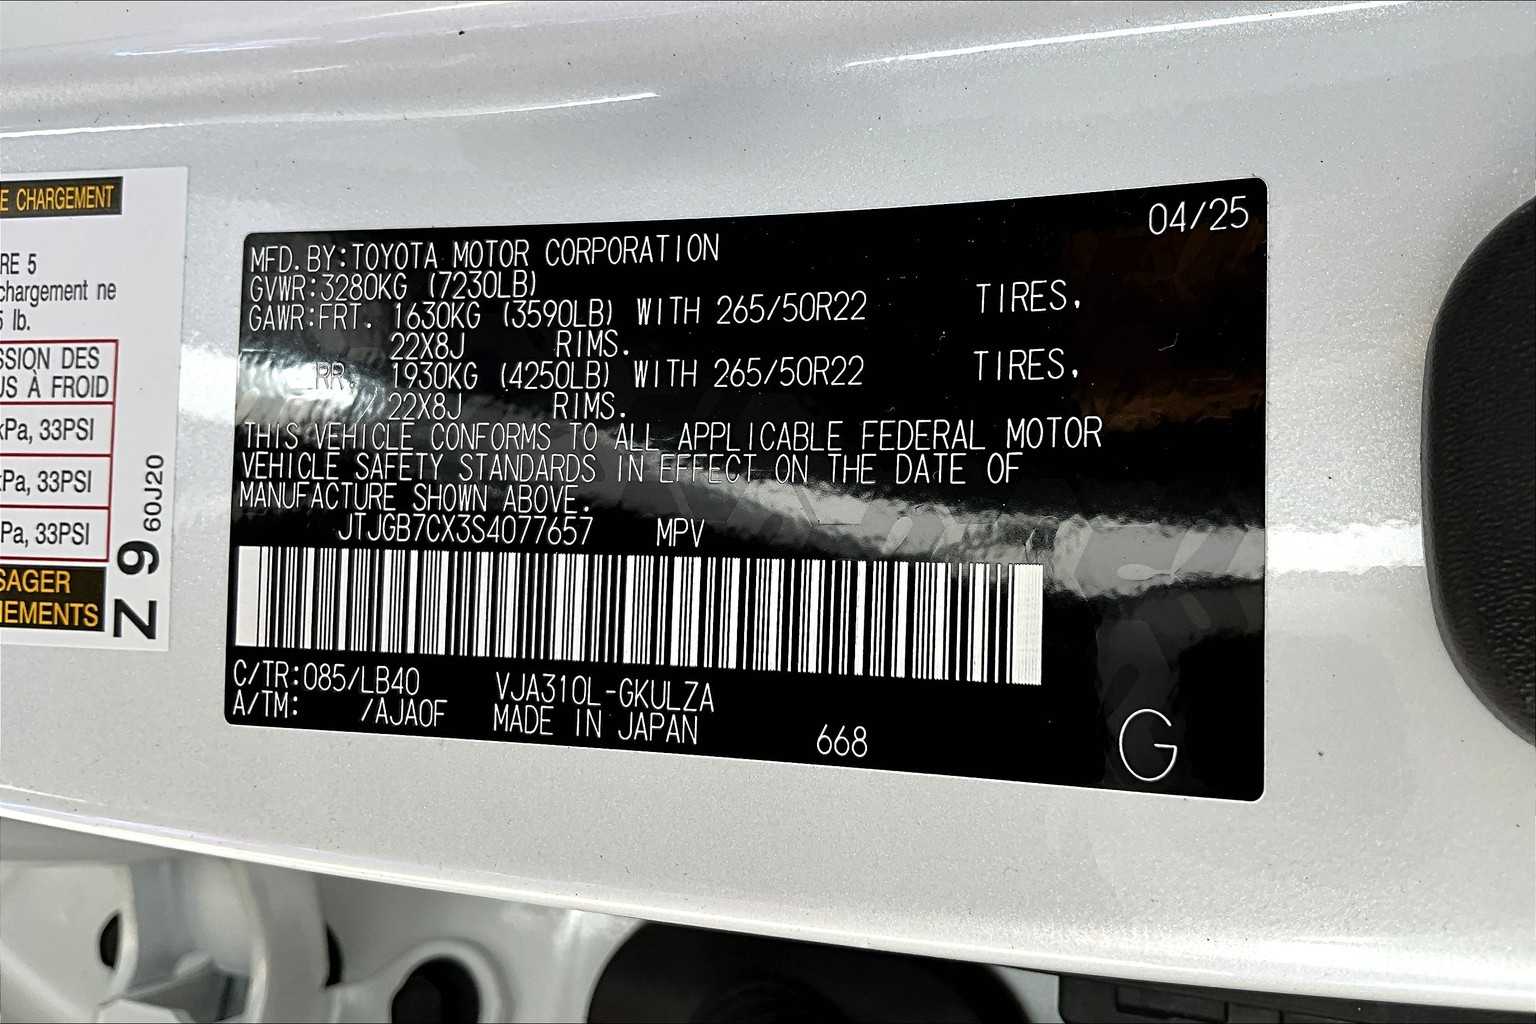 E CHARGEMENT
RE 5
chargement ne
5 lb.
SSION DES
US À FROID
kPa, 33PSI
kPa, 33PSI
Pa, 33PSI
SAGER
NEMENTS
Z9 60J20
04/25
MFD.BY:TOYOTA MOTOR CORPORATION
GVWR:3280KG (7230LB)
GAWR:FRT. 1630KG (3590LB) WITH 265/50R22 TIRES,
22X8J RIMS.
RR. 1930KG (4250LB) WITH 265/50R22 TIRES,
22X8J RIMS.
THIS VEHICLE CONFORMS TO ALL APPLICABLE FEDERAL MOTOR
VEHICLE SAFETY STANDARDS IN EFFECT ON THE DATE OF
MANUFACTURE SHOWN ABOVE.
JTJGB7CX3S4077657 MPV
C/TR:085/LB40 VJA310L-GKULZA
A/TM: /AJA0F MADE IN JAPAN 668
G